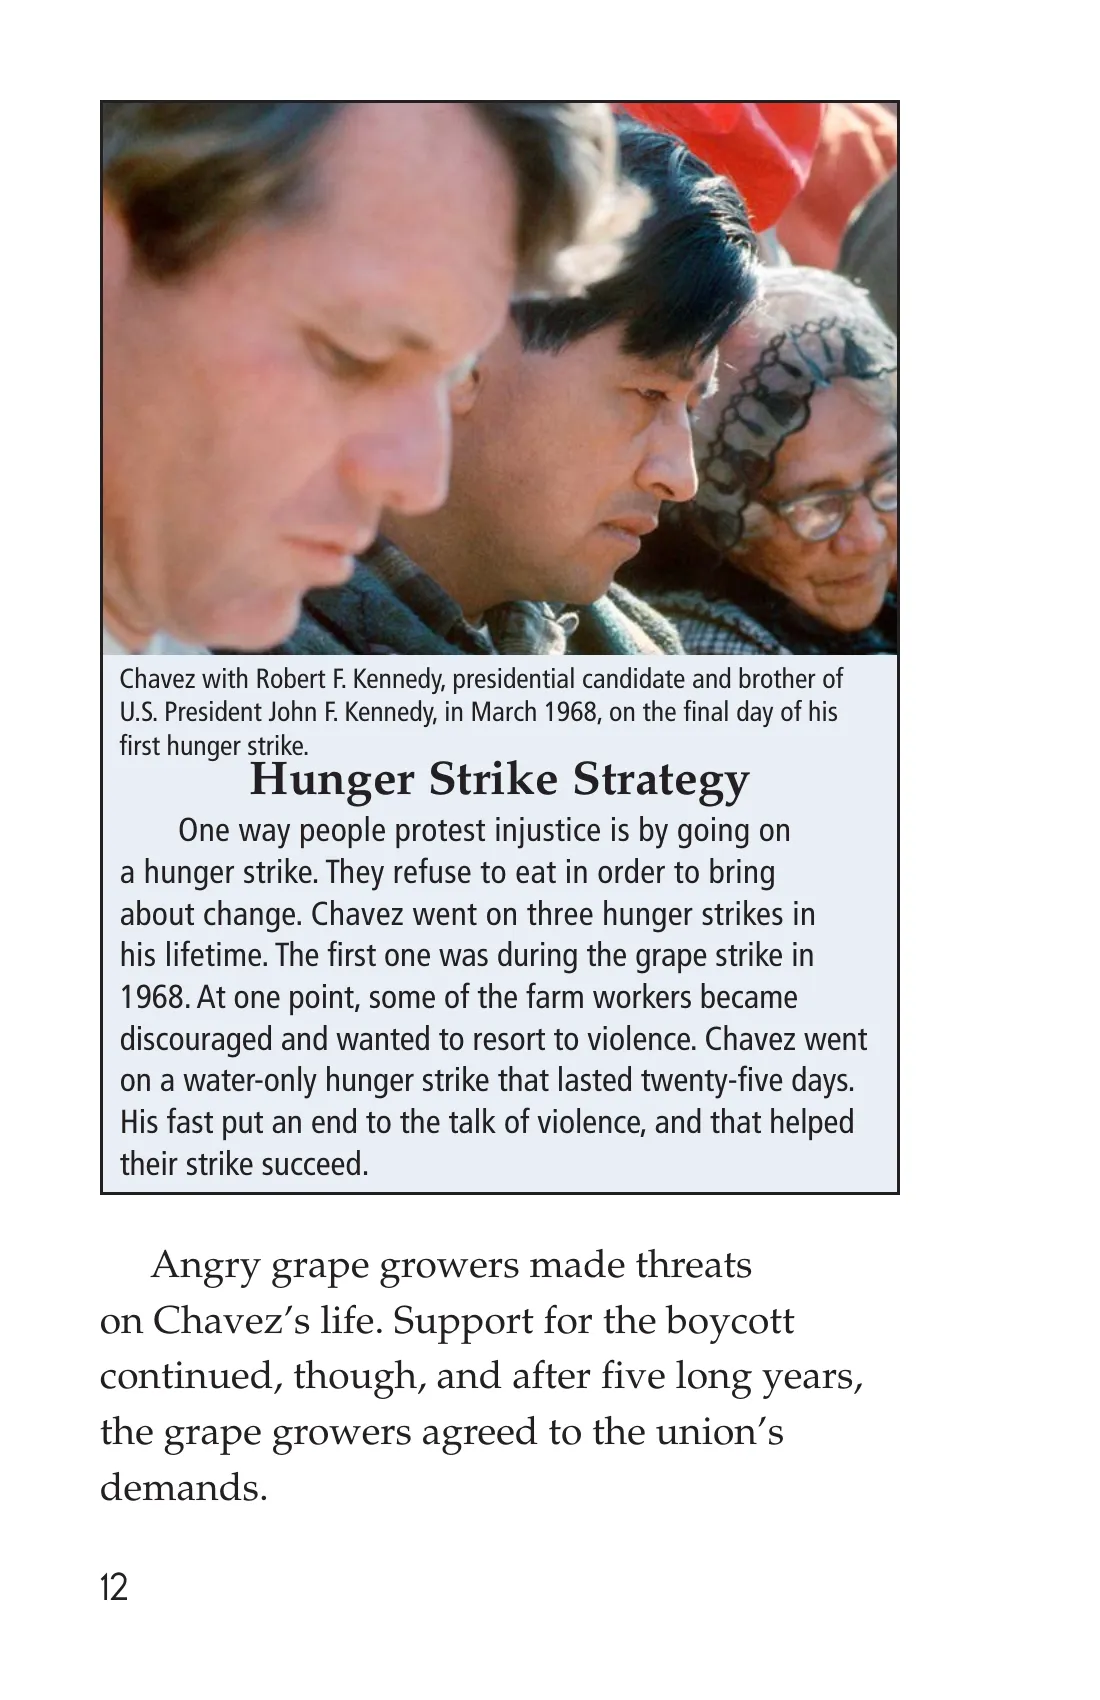 Chavez with Robert F. Kennedy, presidential candidate and brother of
U.S. President John F. Kennedy, in March 1968, on the final day of his
first hunger strike.
Hunger Strike Strategy
One way people protest injustice is by going on
a hunger strike. They refuse to eat in order to bring
about change. Chavez went on three hunger strikes in
his lifetime. The first one was during the grape strike in
1968. At one point, some of the farm workers became
discouraged and wanted to resort to violence. Chavez went
on a water-only hunger strike that lasted twenty-five days.
His fast put an end to the talk of violence, and that helped
their strike succeed.
Angry grape growers made threats
on Chavez’s life. Support for the boycott
continued, though, and after five long years,
the grape growers agreed to the union’s
demands.
12